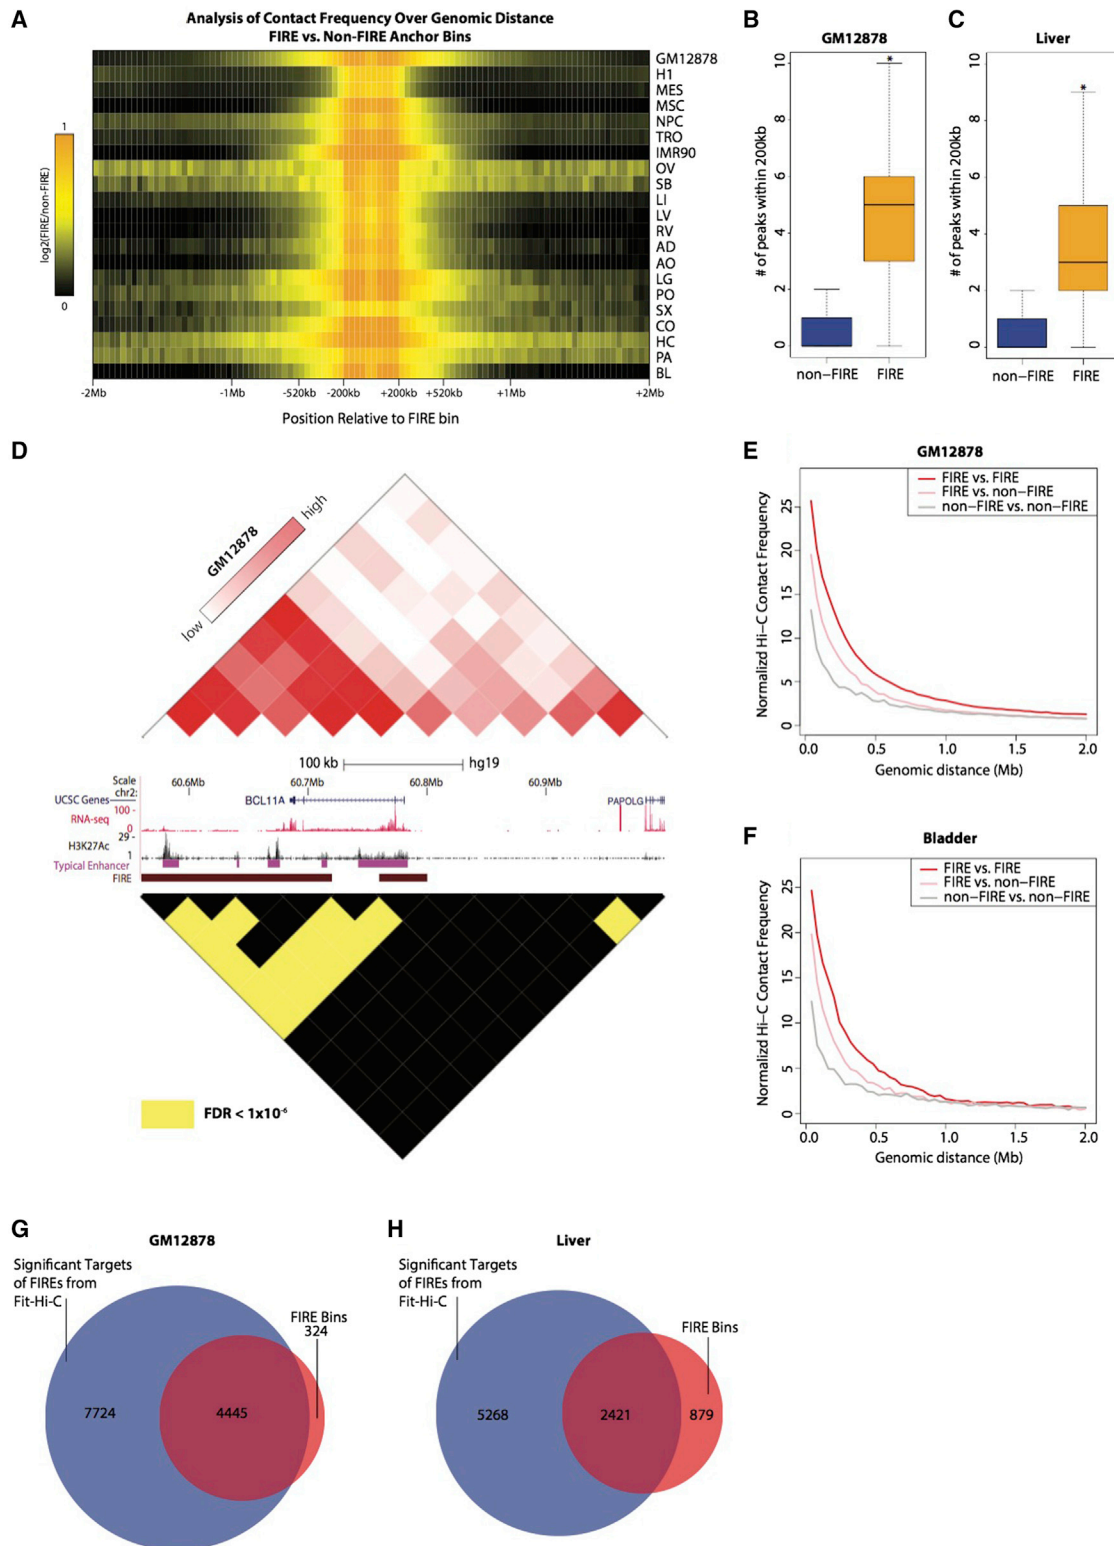 A
Analysis of Contact Frequency Over Genomic Distance
FIRE vs. Non-FIRE Anchor Bins
1
log2(FIRE/non-FIRE)
0
GM12878
H1
MES
MSC
NPC
TRO
IMR90
OV
SB
LI
LV
RV
AD
AO
LG
PO
SX
CO
HC
PA
BL
-2Mb
-1Mb
-520kb
-200kb
+200kb
+520kb
+1Mb
+2Mb
Position Relative to FIRE bin
B
GM12878
# of peaks within 200kb
10
8
6
4
2
0
*
non-FIRE
FIRE
C
Liver
# of peaks within 200kb
10
8
6
4
2
0
*
non-FIRE
FIRE
D
GM12878
low
high
100 kb
hg19
Scale
chr2:
60.6Mb
60.7Mb
60.8Mb
60.9Mb
UCSC Genes
BCL11A
PAPOLG
100 -
RNA-seq
0
29 -
H3K27Ac
1
Typical Enhancer
FIRE
FDR < 1x10⁻⁶
E
GM12878
Normalizd Hi-C Contact Frequency
25
20
15
10
5
0
FIRE vs. FIRE
FIRE vs. non-FIRE
non-FIRE vs. non-FIRE
0.0
0.5
1.0
1.5
2.0
Genomic distance (Mb)
F
Bladder
Normalizd Hi-C Contact Frequency
25
20
15
10
5
0
FIRE vs. FIRE
FIRE vs. non-FIRE
non-FIRE vs. non-FIRE
0.0
0.5
1.0
1.5
2.0
Genomic distance (Mb)
G
GM12878
Significant Targets
of FIREs from
Fit-Hi-C
FIRE Bins
324
7724
4445
H
Liver
Significant Targets
of FIREs from
Fit-Hi-C
FIRE Bins
5268
2421
879